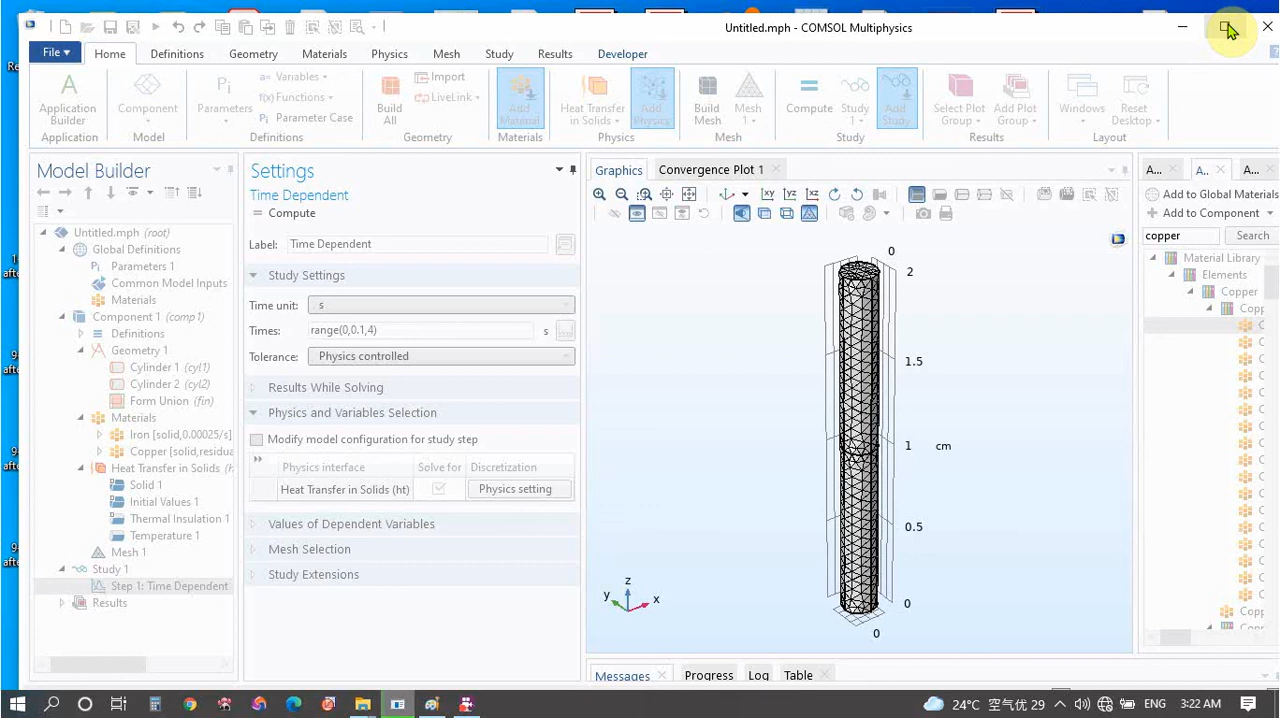 Untitled.mph - COMSOL Multiphysics
File
Home
Definitions
Geometry
Materials
Physics
Mesh
Study
Results
Developer
Application
Builder
Application
Component
Model
Parameters
a= Variables
f(x) Functions
Pi Parameter Case
Definitions
Build
All
Import
LiveLink
Geometry
Add
Material
Materials
Heat Transfer
in Solids
Add
Physics
Physics
Build
Mesh
Mesh
1
Mesh
Compute
Study
1
Add
Study
Study
Select Plot
Group
Add Plot
Group
Results
Windows
Reset
Desktop
Layout
Model Builder
Untitled.mph (root)
Global Definitions
Pi Parameters 1
Common Model Inputs
Materials
Component 1 (comp1)
Definitions
Geometry 1
Cylinder 1 (cyl1)
Cylinder 2 (cyl2)
Form Union (fin)
Materials
Iron [solid,0.00025/s]
Copper [solid,residua
Heat Transfer in Solids (h
Solid 1
Initial Values 1
Thermal Insulation 1
Temperature 1
Mesh 1
Study 1
Step 1: Time Dependent
Results
Settings
Time Dependent
= Compute
Label: Time Dependent
Study Settings
Time unit: s
Times: range(0,0.1,4) s
Tolerance: Physics controlled
Results While Solving
Physics and Variables Selection
Modify model configuration for study step
Physics interface Solve for Discretization
Heat Transfer in Solids (ht) Physics setting
Values of Dependent Variables
Mesh Selection
Study Extensions
Graphics
Convergence Plot 1
xy
yz
xz
0
2
1.5
1 cm
0.5
0
0
z
y
x
Messages
Progress
Log
Table
A...
A..
A...
Add to Global Materials
+ Add to Component
copper
Search
Material Library
Elements
Copper
Copp
Copp
24°C 空气优 29
ENG
3:22 AM